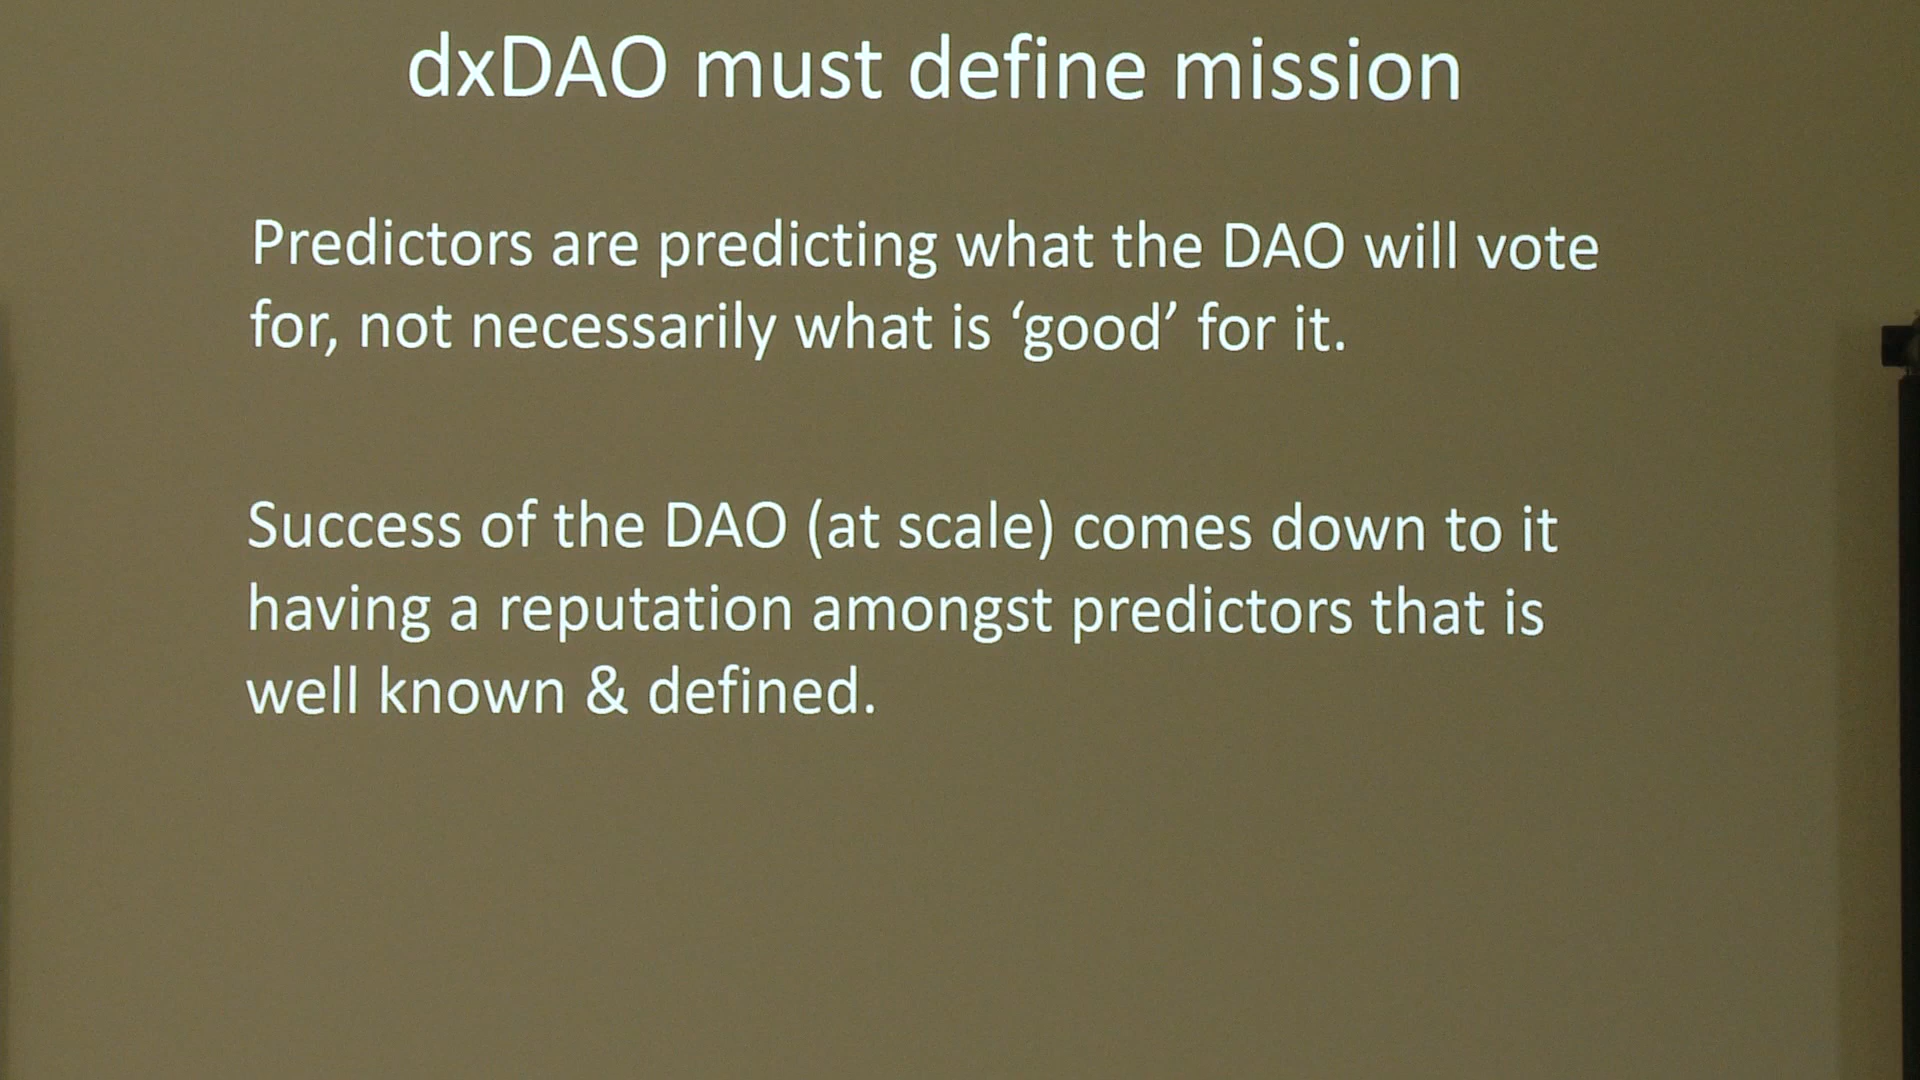 dxDAO must define mission
Predictors are predicting what the DAO will vote
for, not necessarily what is ‘good’ for it.
Success of the DAO (at scale) comes down to it
having a reputation amongst predictors that is
well known & defined.